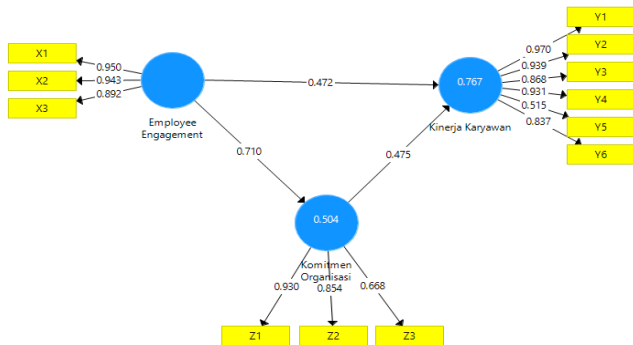 Y1
X1
0.950
0.970
Y2
0.939
X2
0.943
0.472
0.767
0.868
Y3
0.892
0.931
Y4
X3
0.515
Employee
Engagement
Kinerja Karyawan
0.837
Y5
Y6
0.710
0.475
0.504
Komitmen
Organisasi
0.930
0.854
0.668
Z1
Z2
Z3